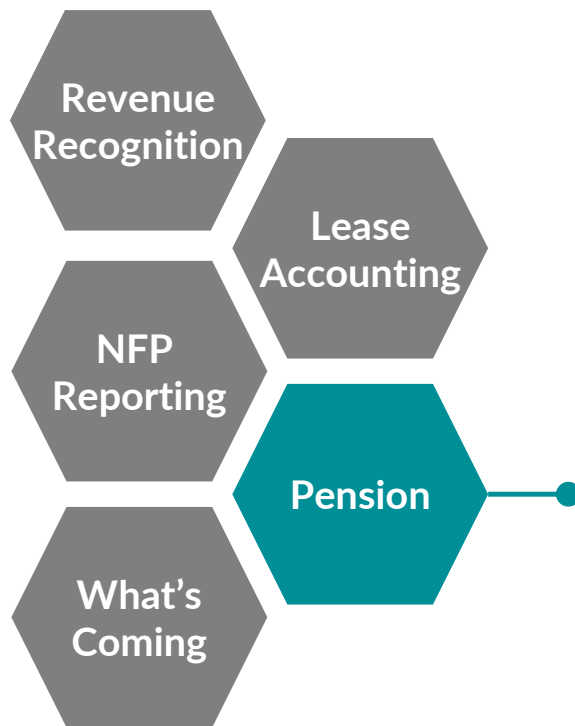 Revenue
Recognition
Lease
Accounting
NFP
Reporting
Pension
What’s
Coming